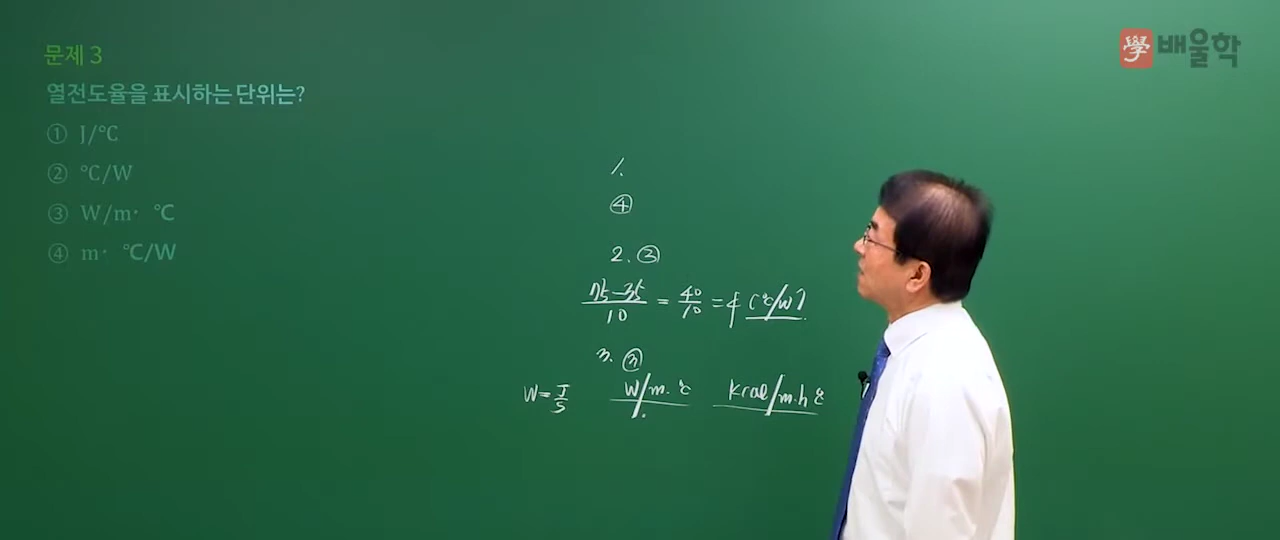 學 배울학
문제 3
열전도율을 표시하는 단위는?
① J/℃
② ℃/W
③ W/m· ℃
④ m· ℃/W
1.
④
2. ②
75-35/10 = 40/10 = 4 [℃/W]
3. ③
W = J/S W/m.℃ Kcal/m.h℃